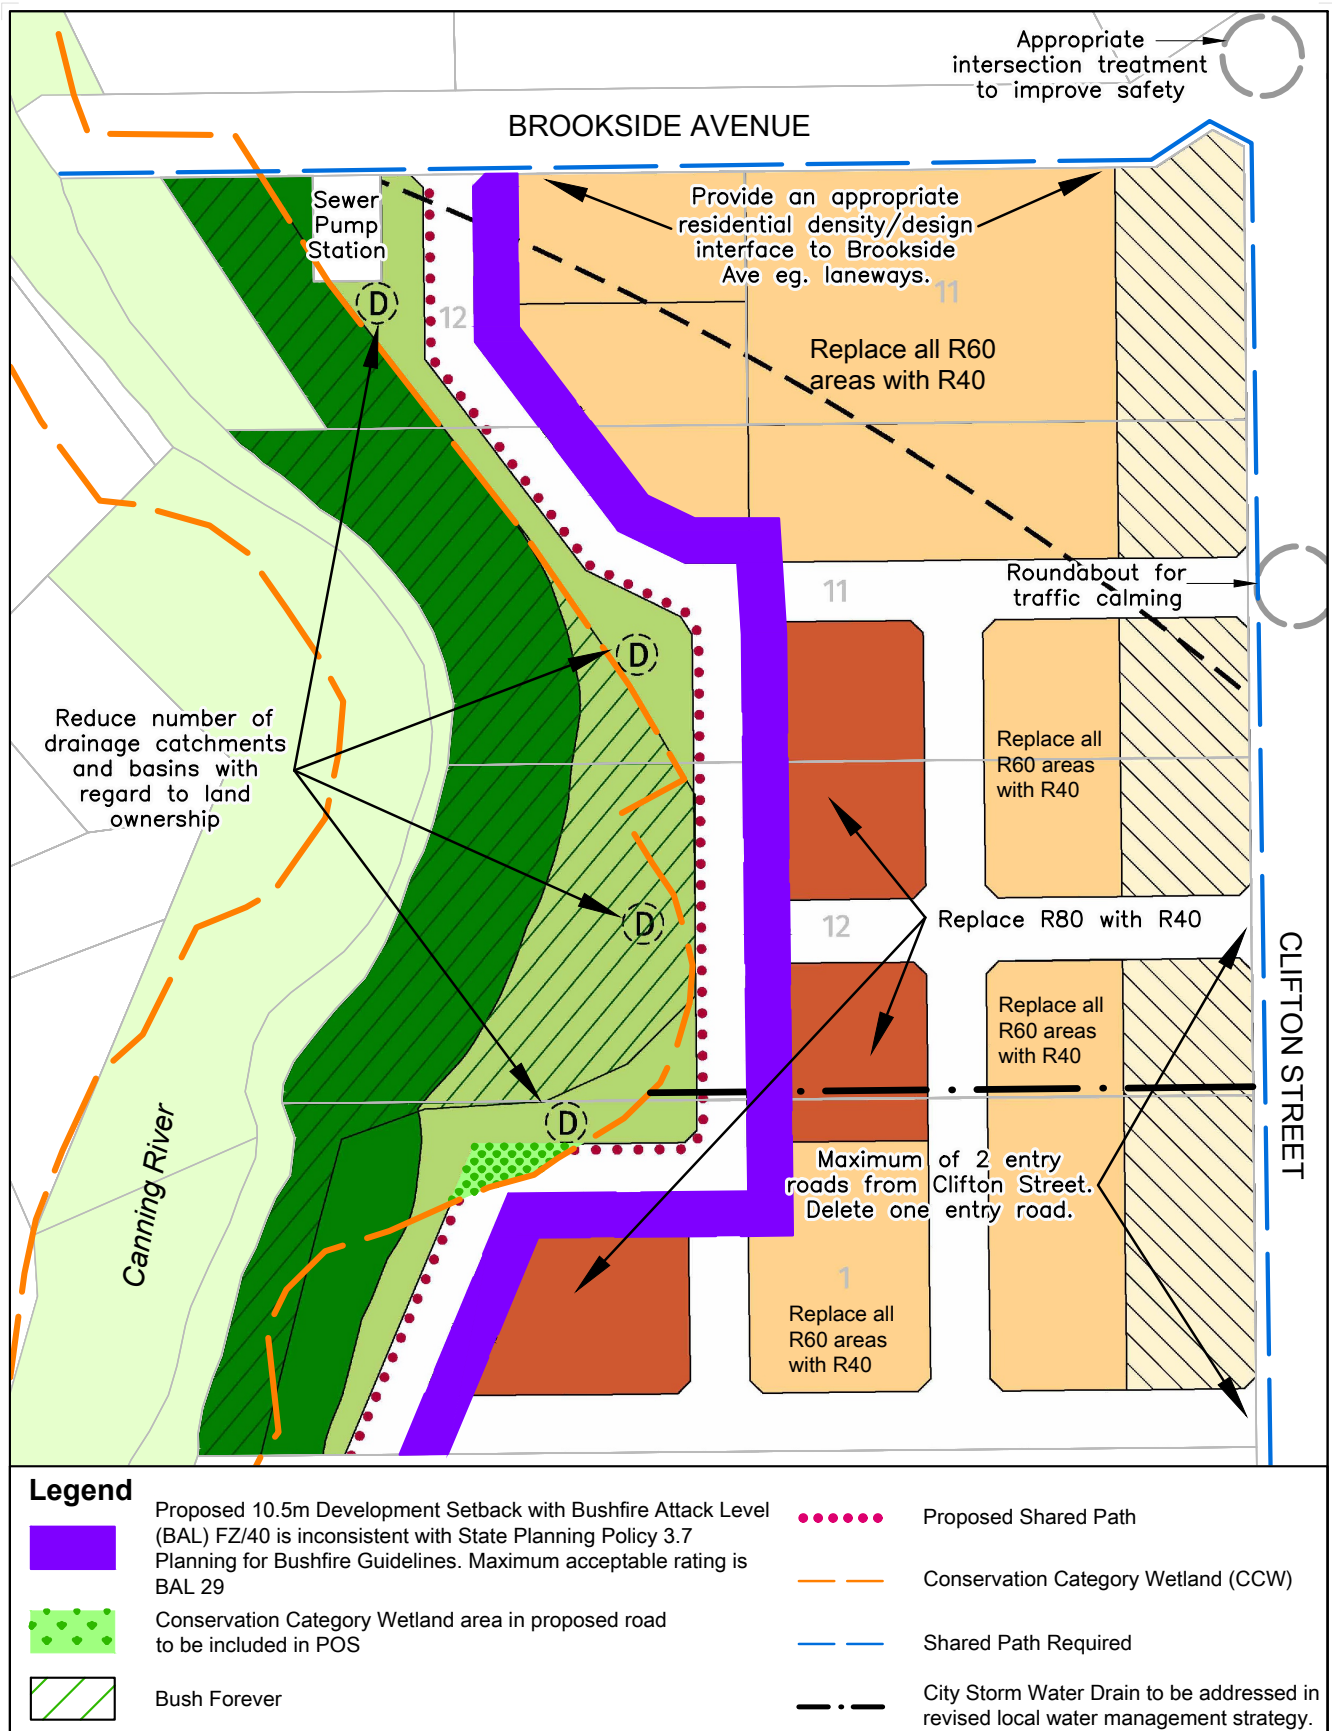 Appropriate
intersection treatment
to improve safety
BROOKSIDE AVENUE
Sewer
Pump
Station
Provide an appropriate
residential density/design
interface to Brookside
Ave eg. laneways.
D
12
11
Replace all R60
areas with R40
11
Roundabout for
traffic calming
D
Reduce number of
drainage catchments
and basins with
regard to land
ownership
Replace all
R60 areas
with R40
D
12
Replace R80 with R40
CLIFTON STREET
Replace all
R60 areas
with R40
D
Canning River
Maximum of 2 entry
roads from Clifton Street.
Delete one entry road.
1
Replace all
R60 areas
with R40
Legend
Proposed 10.5m Development Setback with Bushfire Attack Level
(BAL) FZ/40 is inconsistent with State Planning Policy 3.7
Planning for Bushfire Guidelines. Maximum acceptable rating is
BAL 29
Conservation Category Wetland area in proposed road
to be included in POS
Bush Forever
Proposed Shared Path
Conservation Category Wetland (CCW)
Shared Path Required
City Storm Water Drain to be addressed in
revised local water management strategy.